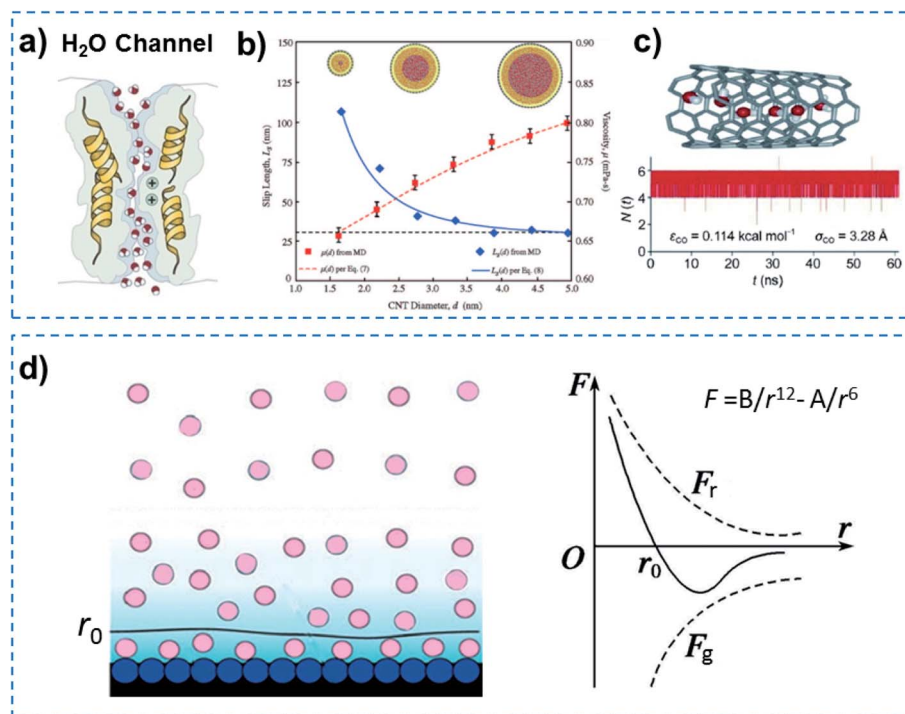 a)
H₂O Channel
b)
150
125
100
75
50
25
0
Slip Length, Lₛ (nm)
0.90
0.85
0.80
0.75
0.70
0.65
0.60
Viscosity, μ (mPa-s)
μ(d) from MD
Lₛ(d) from MD
μ(d) per Eq. (7)
Lₛ(d) per Eq. (8)
1.0 1.5 2.0 2.5 3.0 3.5 4.0 4.5 5.0
CNT Diameter, d (nm)
c)
6
4
2
0
N (t)
εCO = 0.114 kcal mol⁻¹ σCO = 3.28 Å
0 10 20 30 40 50 60
t (ns)
d)
r₀
F
F =B/r¹²- A/r⁶
Fr
r
O
r₀
Fg